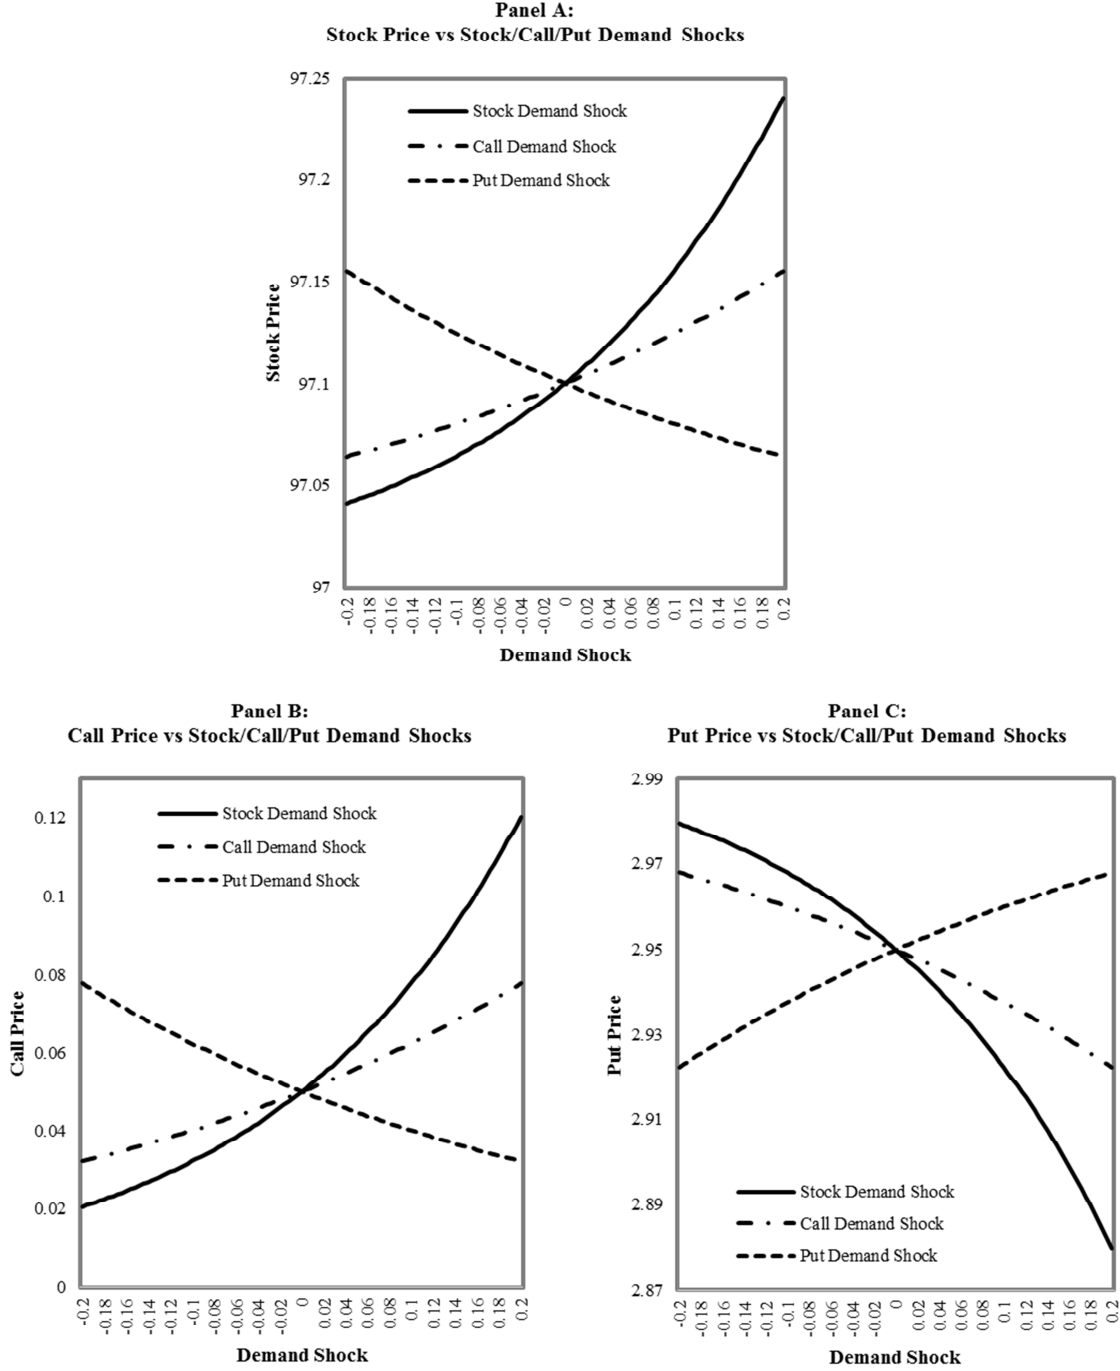 Panel A:
Stock Price vs Stock/Call/Put Demand Shocks
97.25
97.2
97.15
97.1
97.05
97
Stock Price
Stock Demand Shock
Call Demand Shock
Put Demand Shock
-0.2 -0.18 -0.16 -0.14 -0.12 -0.1 -0.08 -0.06 -0.04 -0.02 0 0.02 0.04 0.06 0.08 0.1 0.12 0.14 0.16 0.18 0.2
Demand Shock
Panel B:
Call Price vs Stock/Call/Put Demand Shocks
0.12
0.1
0.08
0.06
0.04
0.02
0
Call Price
Stock Demand Shock
Call Demand Shock
Put Demand Shock
-0.2 -0.18 -0.16 -0.14 -0.12 -0.1 -0.08 -0.06 -0.04 -0.02 0 0.02 0.04 0.06 0.08 0.1 0.12 0.14 0.16 0.18 0.2
Demand Shock
Panel C:
Put Price vs Stock/Call/Put Demand Shocks
2.99
2.97
2.95
2.93
2.91
2.89
2.87
Put Price
Stock Demand Shock
Call Demand Shock
Put Demand Shock
-0.2 -0.18 -0.16 -0.14 -0.12 -0.1 -0.08 -0.06 -0.04 -0.02 0 0.02 0.04 0.06 0.08 0.1 0.12 0.14 0.16 0.18 0.2
Demand Shock